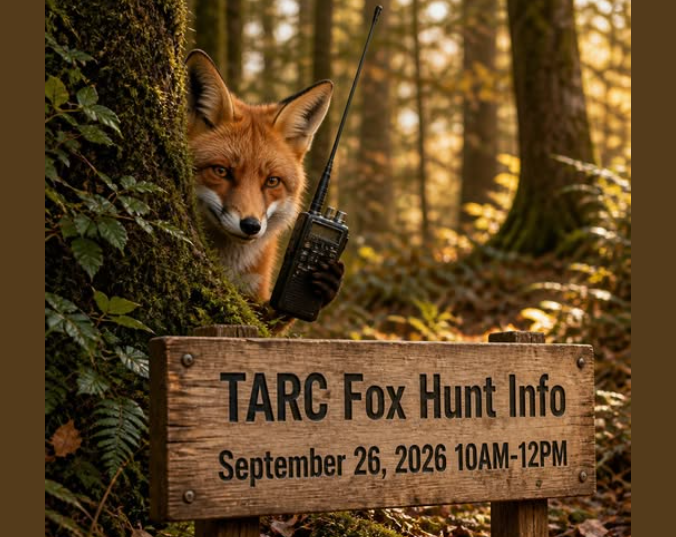 TARC Fox Hunt Info
September 26, 2026 10AM-12PM